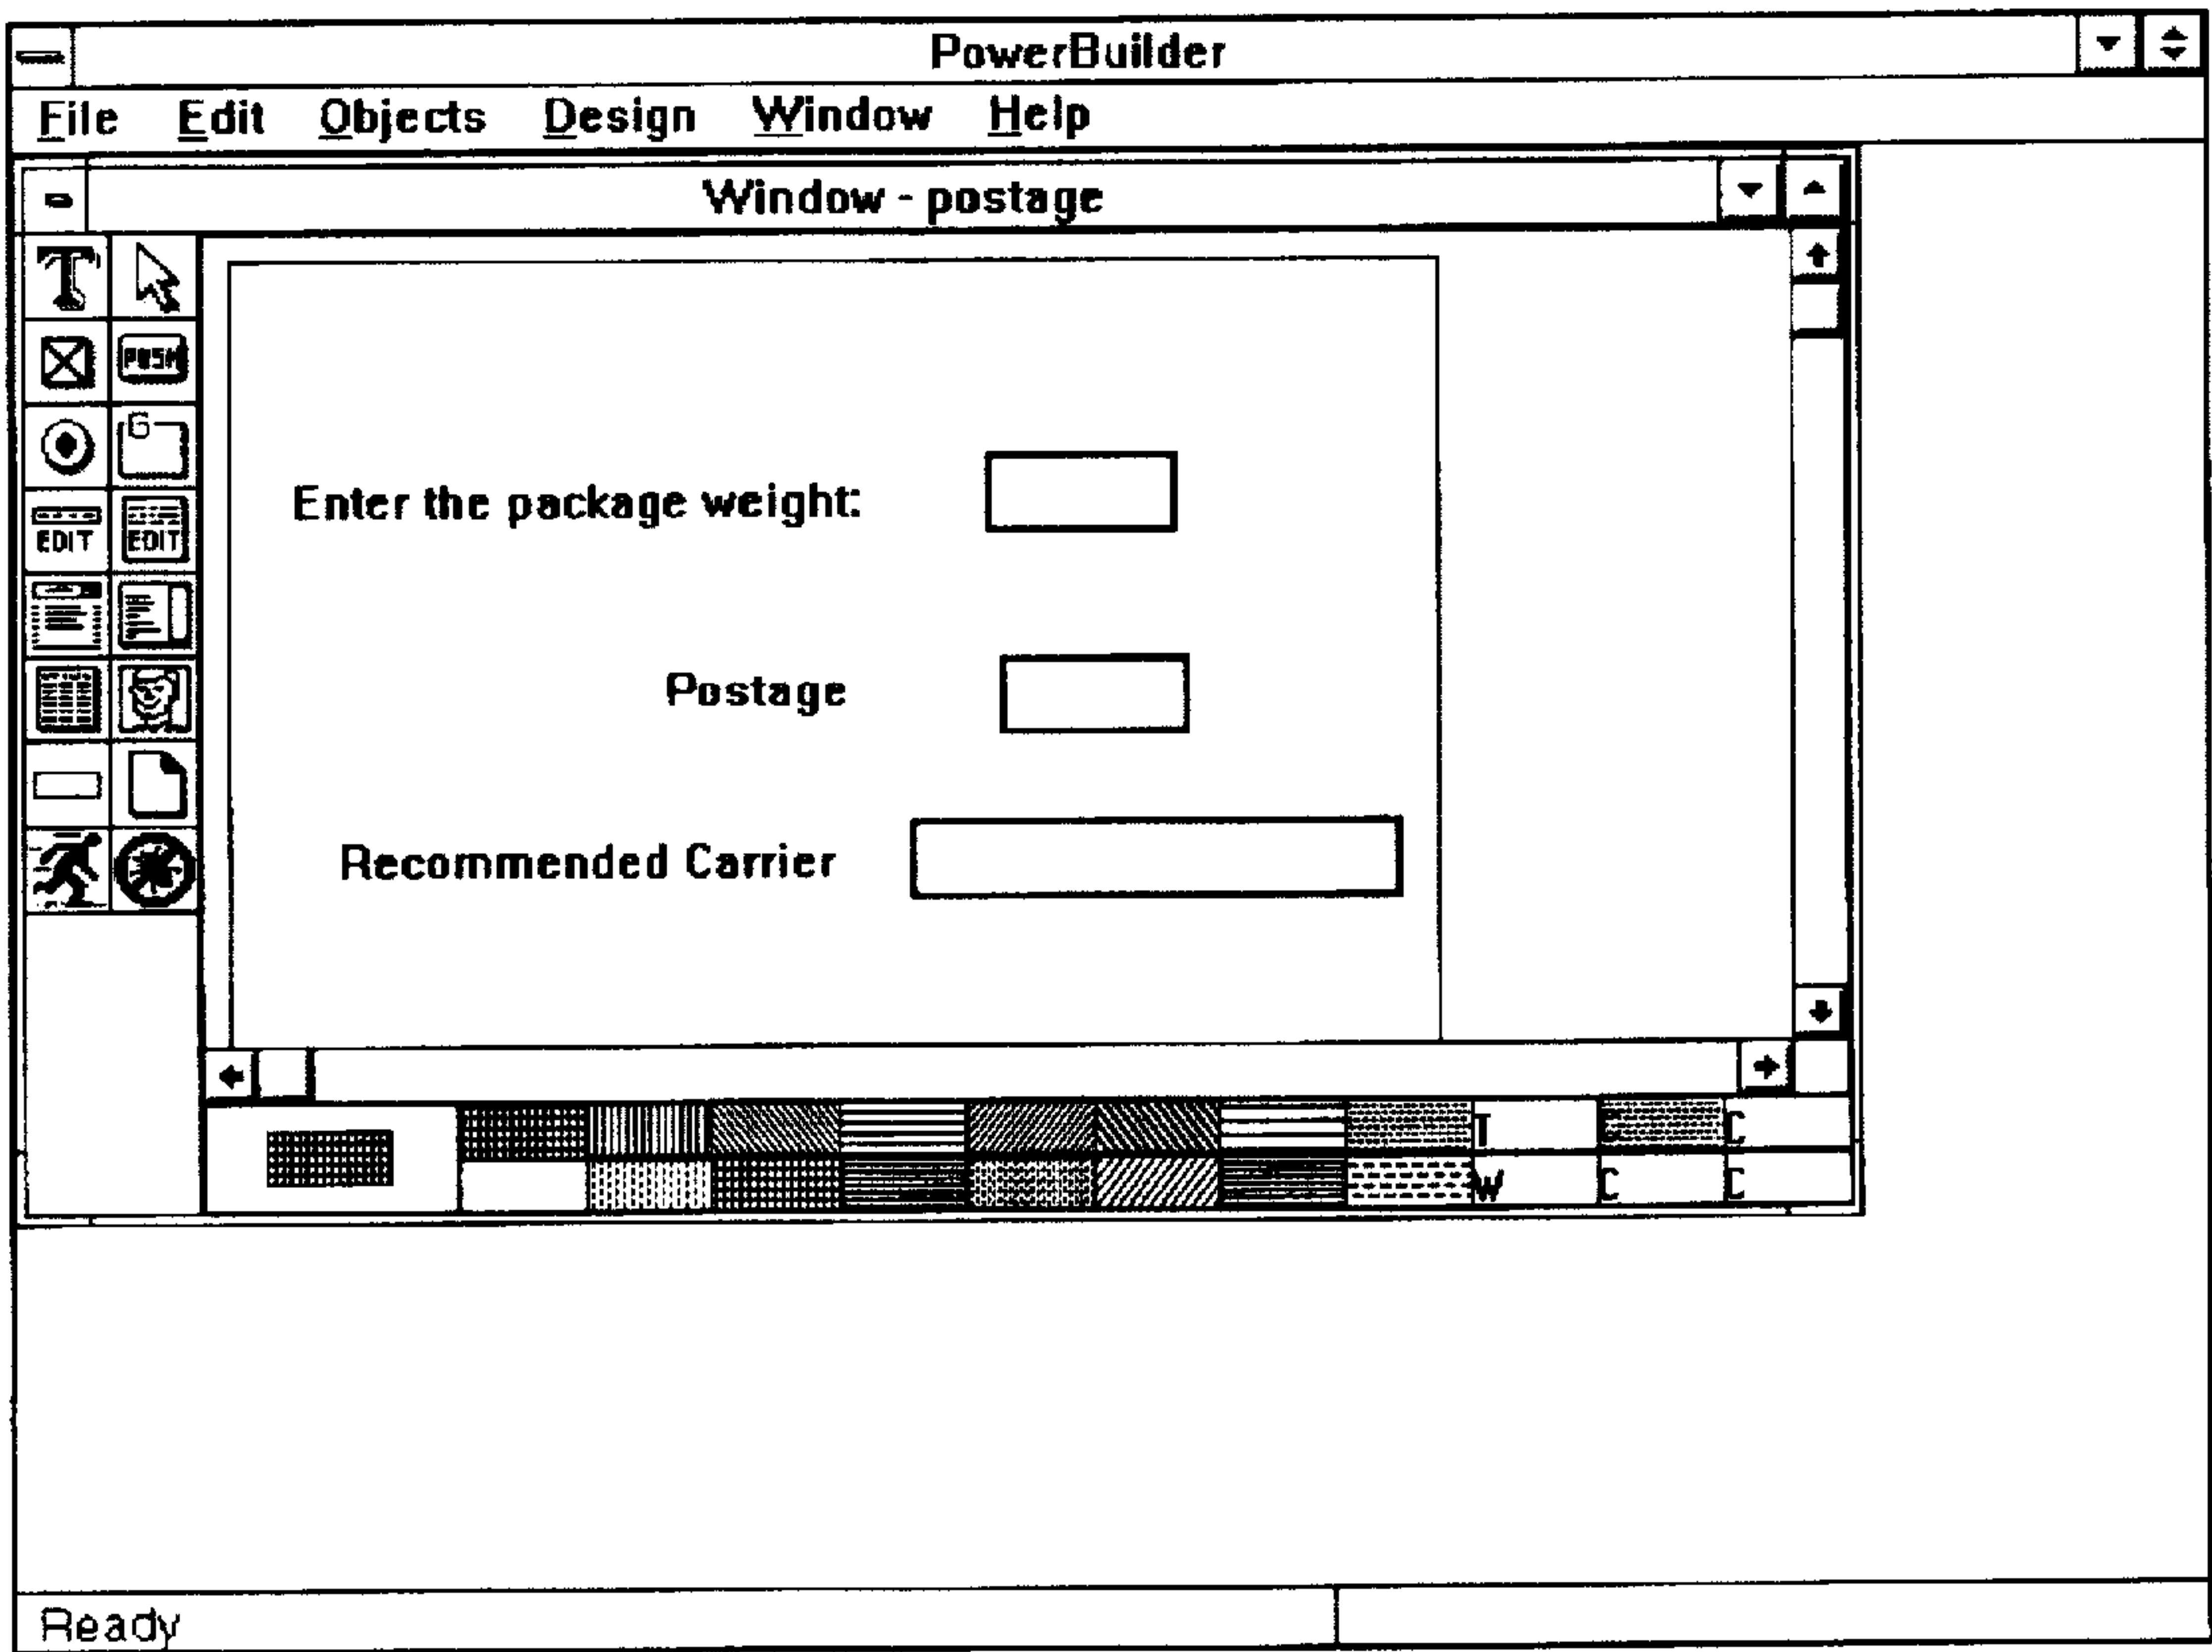 PowerBuilder
File Edit Objects Design Window Help
Window - postage
T
PUSH
G
EDIT EDIT
Enter the package weight:
Postage
Recommended Carrier
T C
W C C
Ready